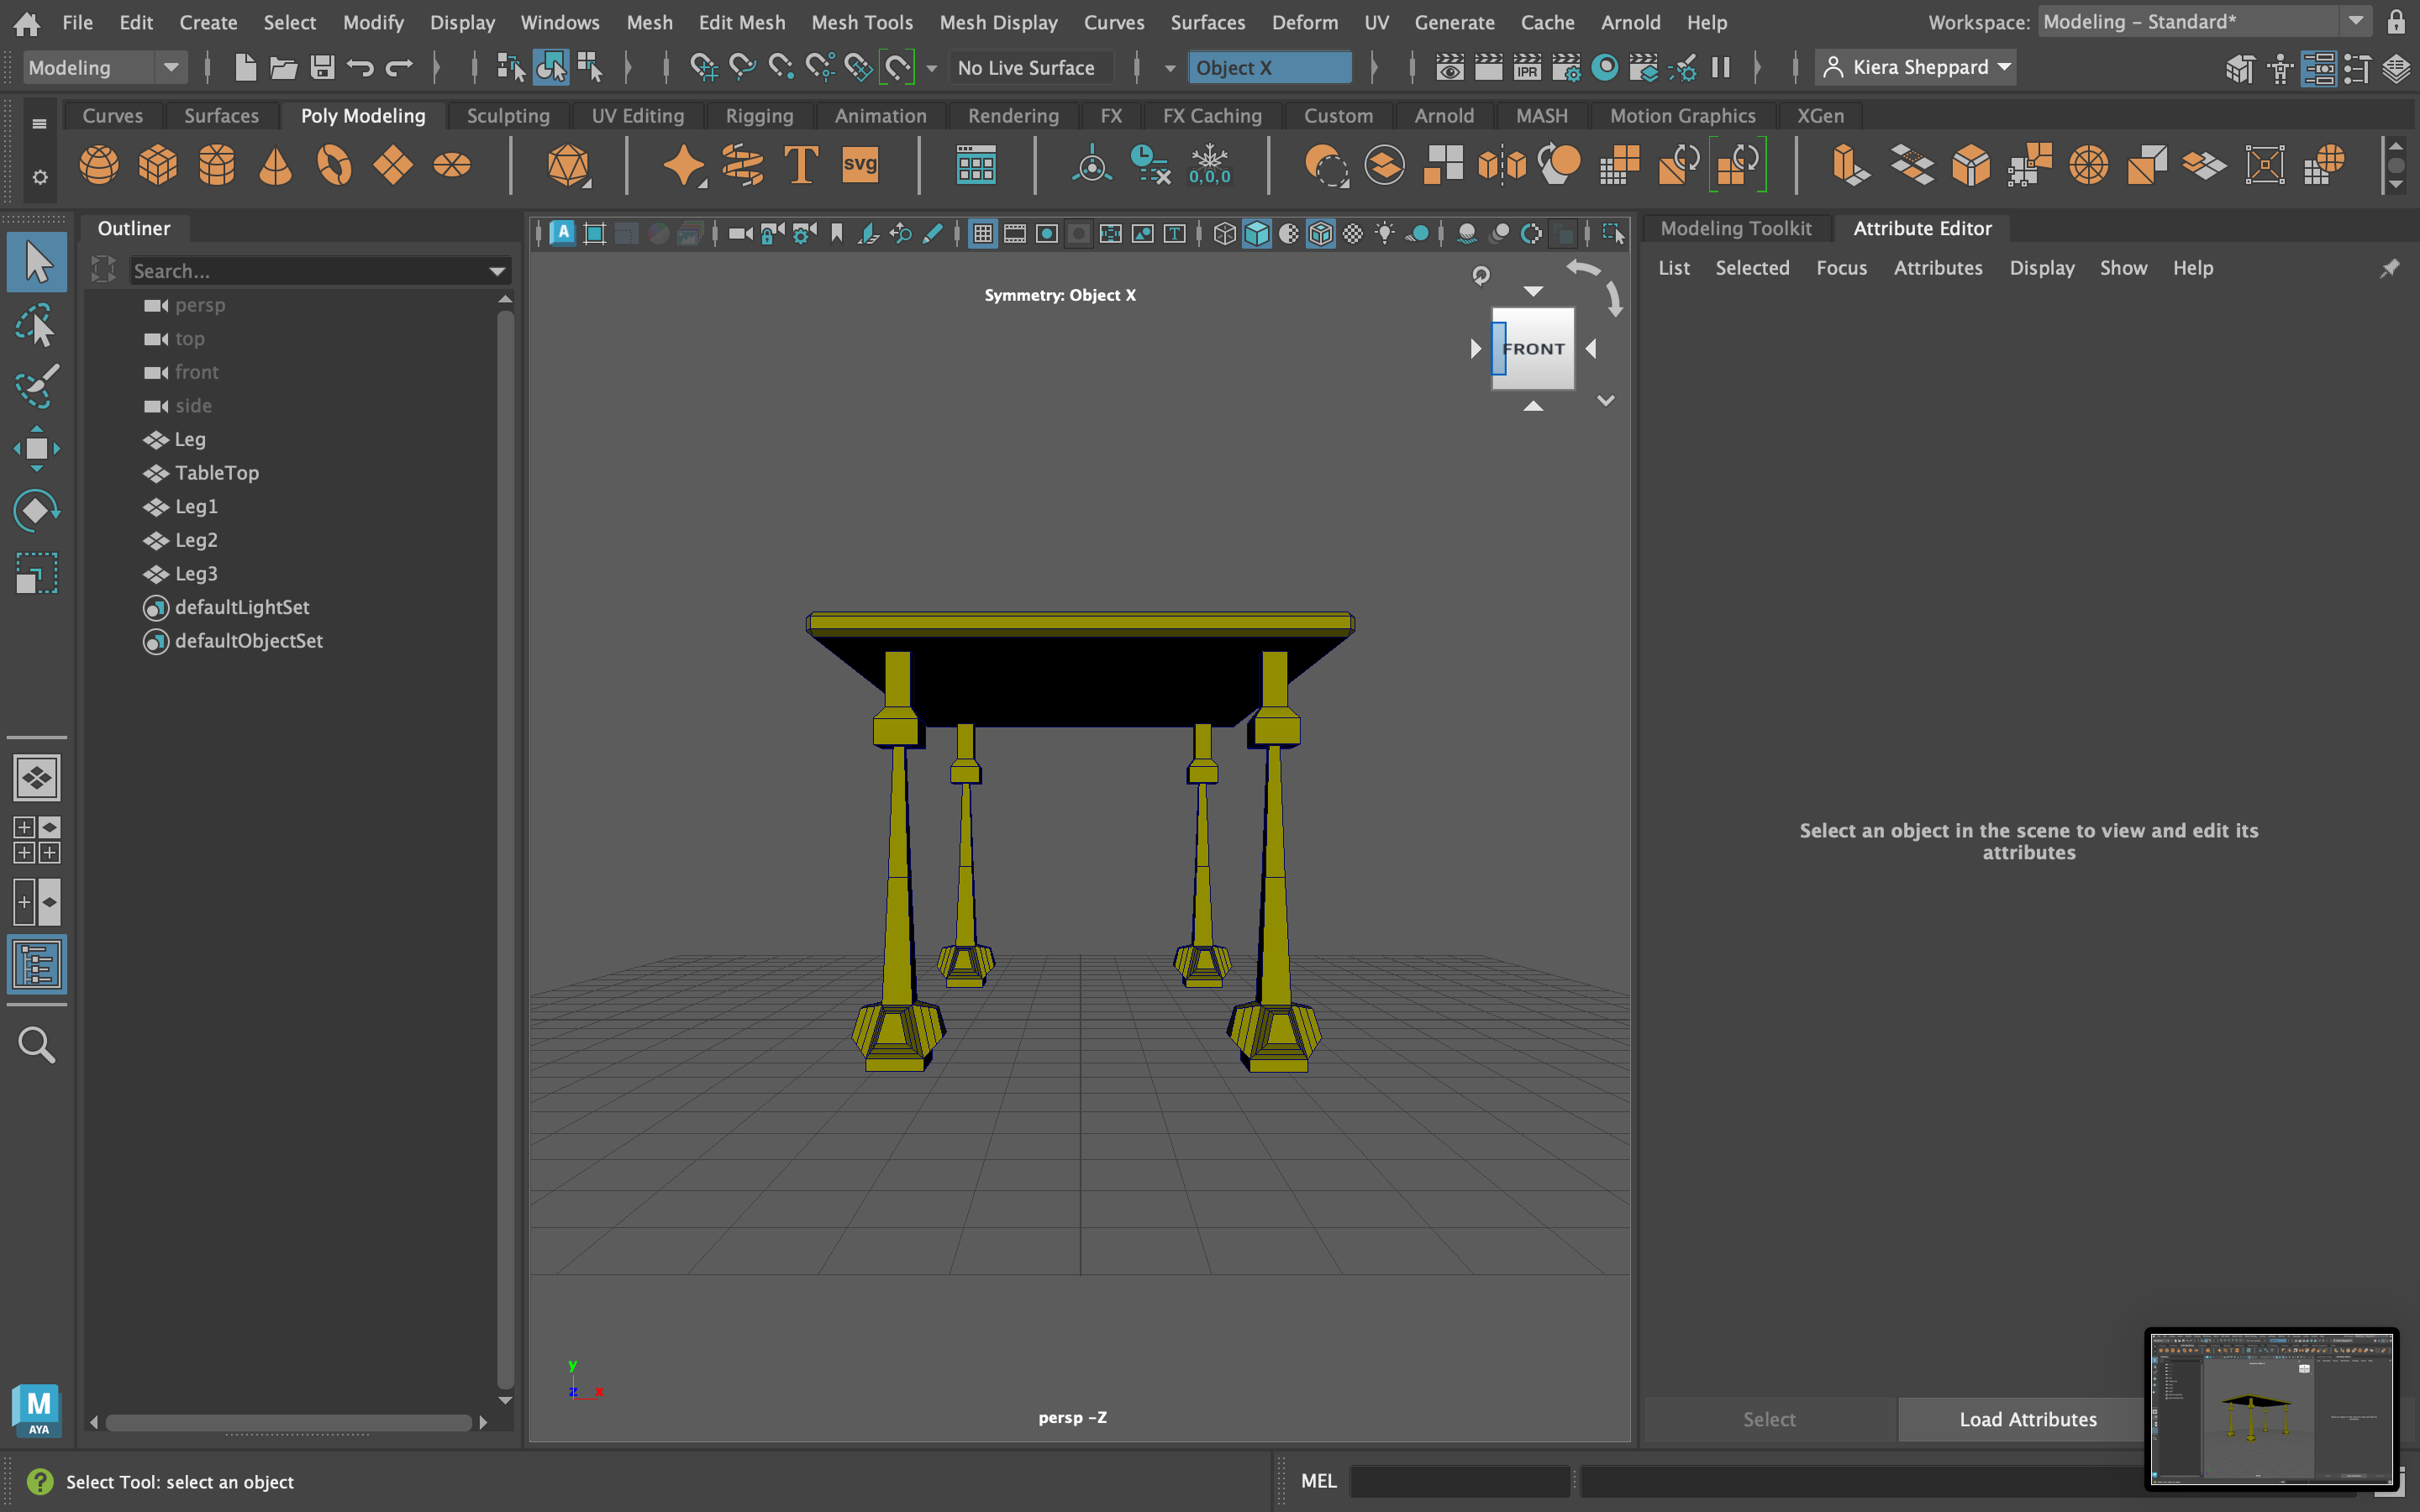 File Edit Create Select Modify Display Windows Mesh Edit Mesh Mesh Tools Mesh Display Curves Surfaces Deform UV Generate Cache Arnold Help Workspace: Modeling - Standard*
Modeling IPR No Live Surface Object X Kiera Sheppard
Curves Surfaces Poly Modeling Sculpting UV Editing Rigging Animation Rendering FX FX Caching Custom Arnold MASH Motion Graphics XGen
T svg 0,0,0
Outliner
Search...
persp
top
front
side
Leg
TableTop
Leg1
Leg2
Leg3
defaultLightSet
defaultObjectSet
A T
Symmetry: Object X
FRONT
y
z x
persp -Z
Modeling Toolkit Attribute Editor
List Selected Focus Attributes Display Show Help
Select an object in the scene to view and edit its
attributes
Select Load Attributes
M
AYA
? Select Tool: select an object
MEL